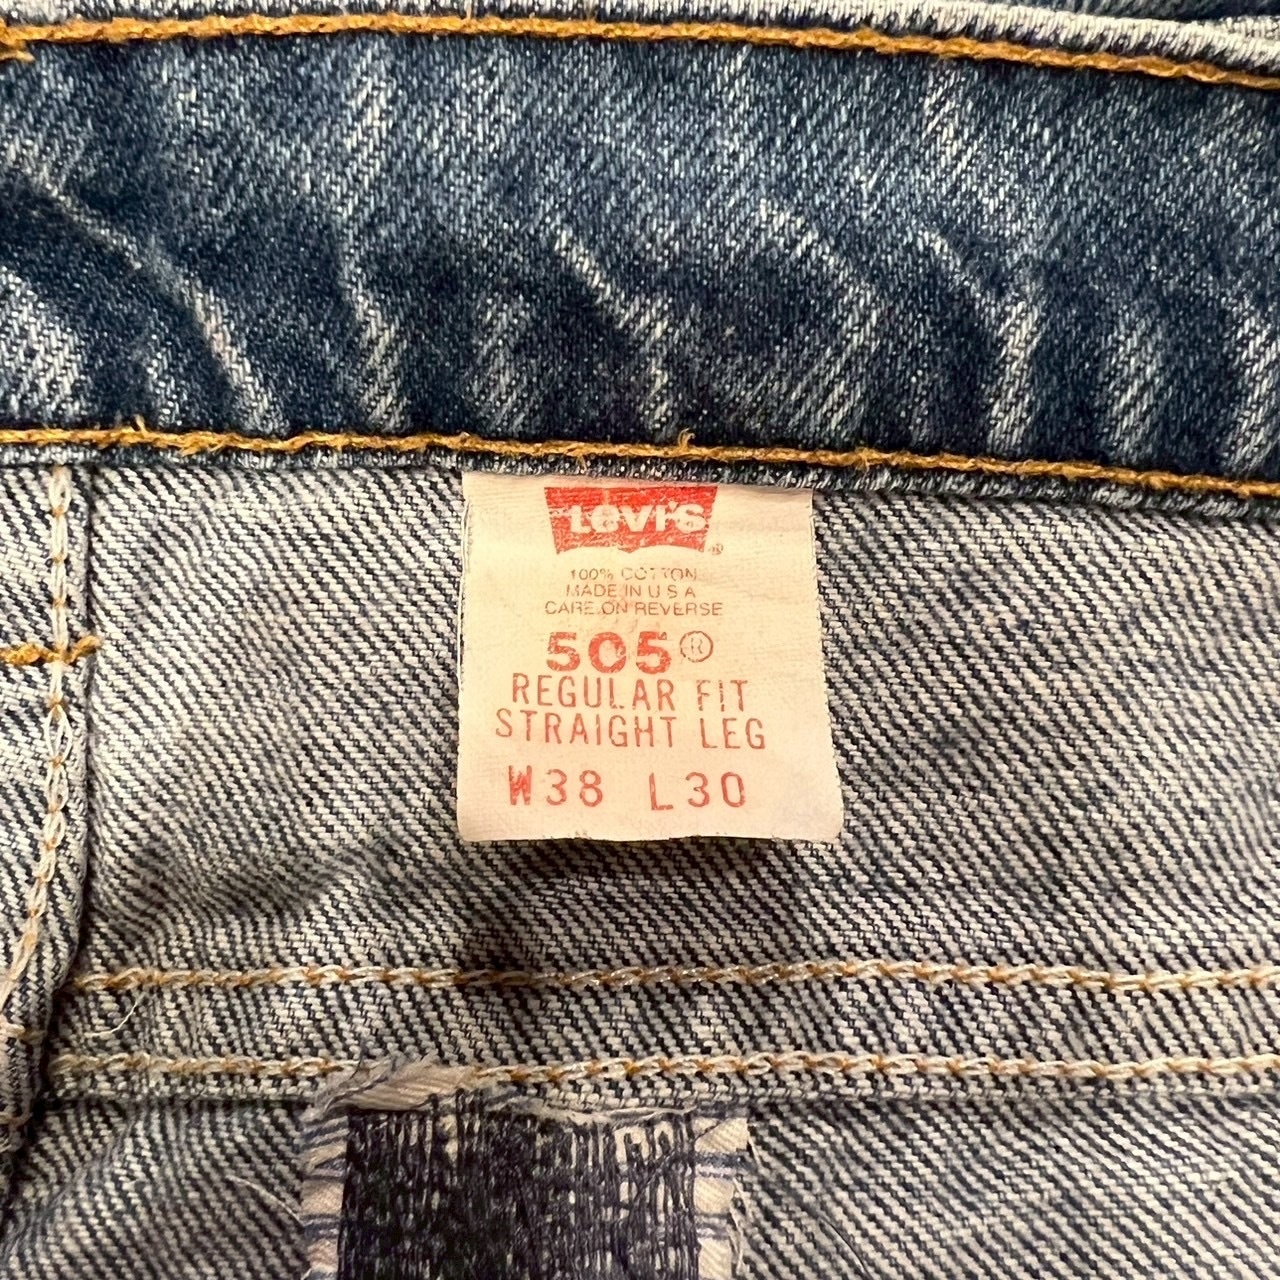 Levi's®
100% COTTON
MADE IN U S A
CARE ON REVERSE
505®
REGULAR FIT
STRAIGHT LEG
W38 L30